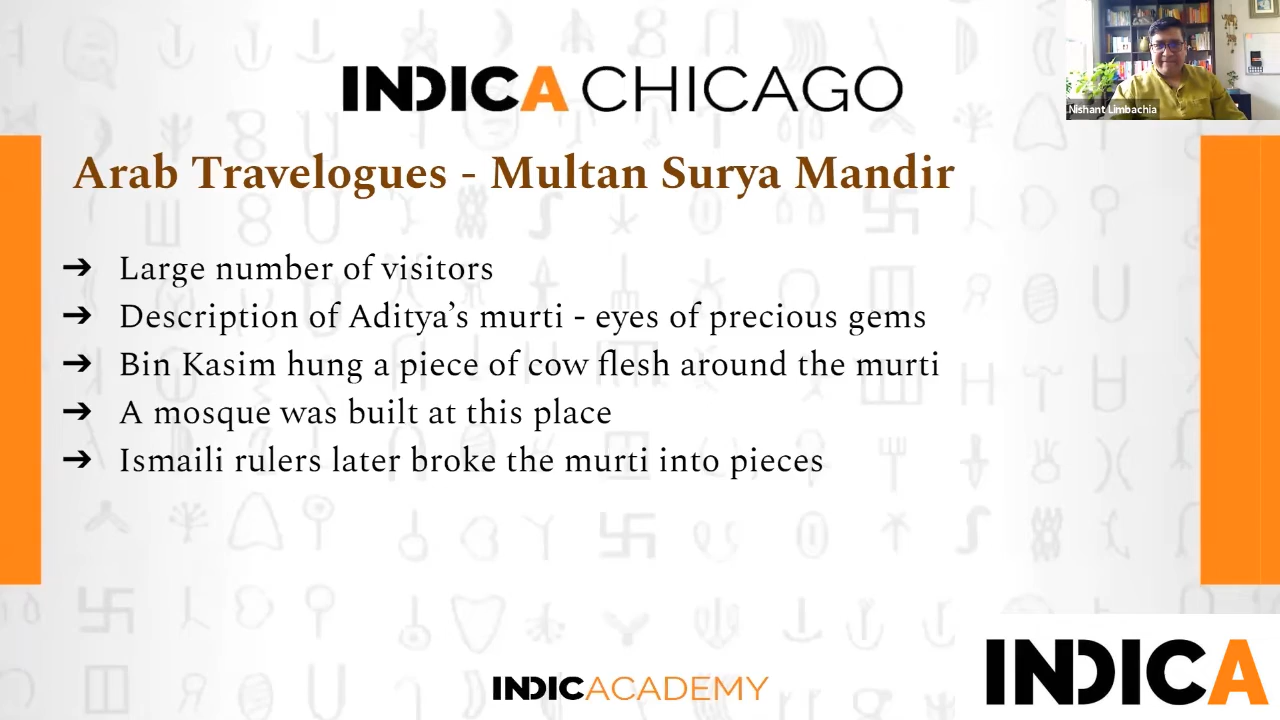 INDICA CHICAGO
Nishant Limbachia
Arab Travelogues - Multan Surya Mandir
➔ Large number of visitors
➔ Description of Aditya’s murti - eyes of precious gems
➔ Bin Kasim hung a piece of cow flesh around the murti
➔ A mosque was built at this place
➔ Ismaili rulers later broke the murti into pieces
INDICACADEMY
INDICA